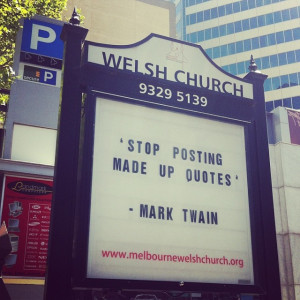 P
WELSH CHURCH
9329 5139
'STOP POSTING
MADE UP QUOTES'
- MARK TWAIN
www.melbournewelshchurch.org